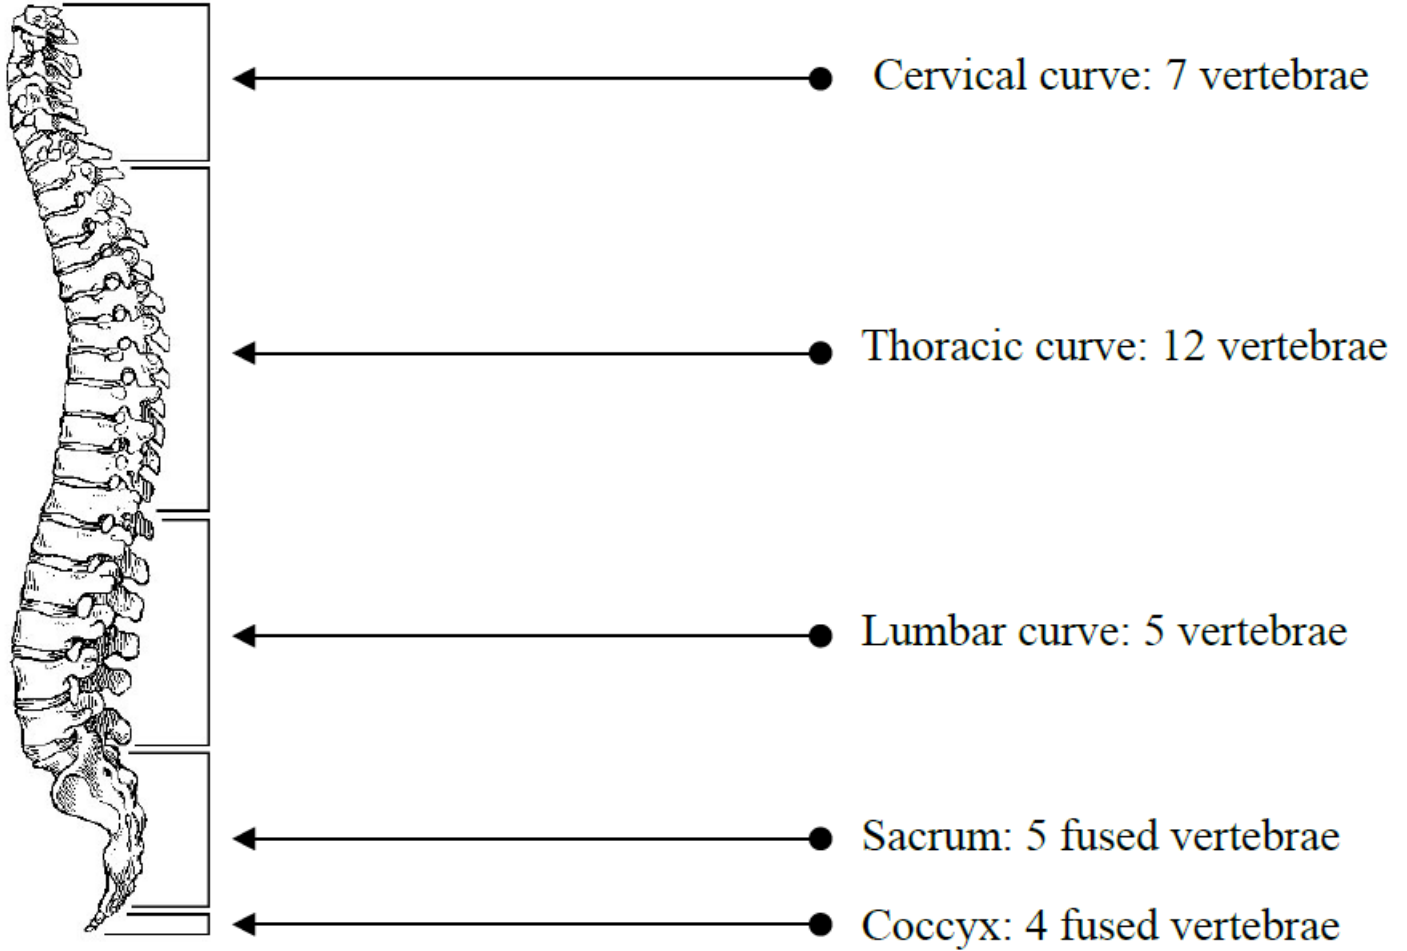 Cervical curve: 7 vertebrae
Thoracic curve: 12 vertebrae
Lumbar curve: 5 vertebrae
Sacrum: 5 fused vertebrae
Coccyx: 4 fused vertebrae